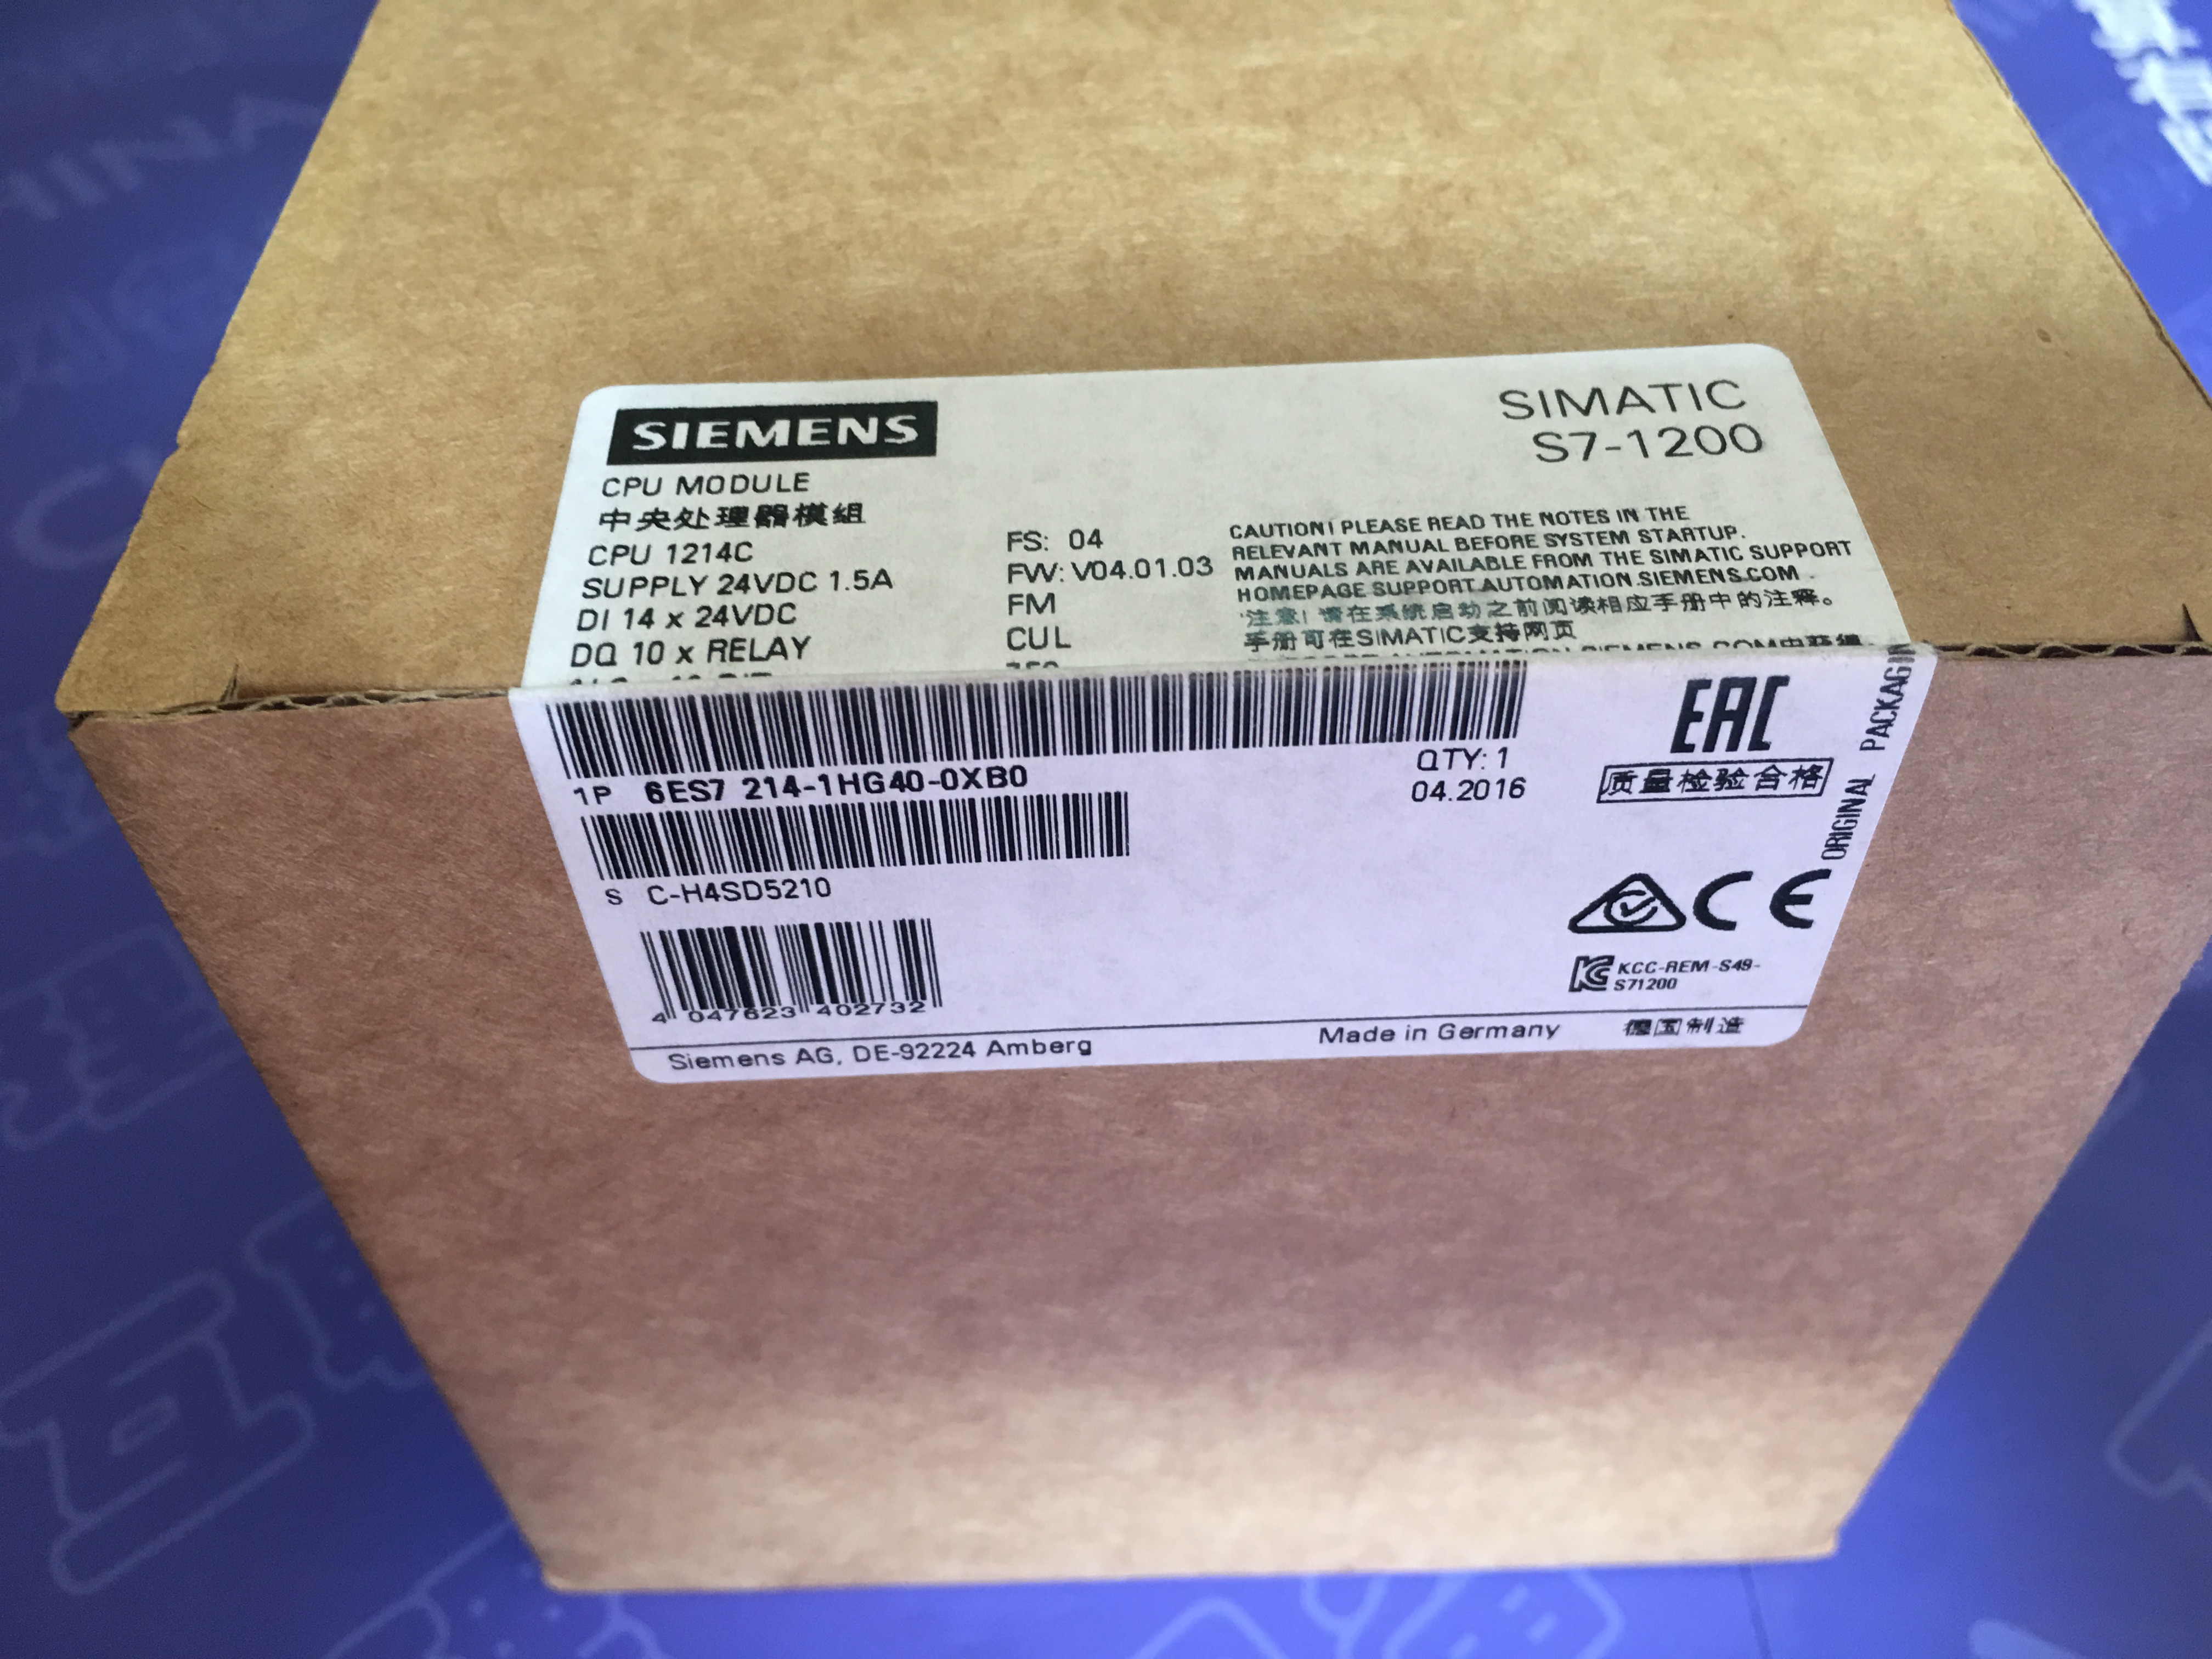 SIEMENS
SIMATIC
S7-1200
CPU MODULE
中央处理器模組
CPU 1214C
SUPPLY 24VDC 1.5A
DI 14 x 24VDC
DQ 10 x RELAY
FS: 04
FW: V04.01.03
FM
CUL
CAUTION! PLEASE READ THE NOTES IN THE
RELEVANT MANUAL BEFORE SYSTEM STARTUP.
MANUALS ARE AVAILABLE FROM THE SIMATIC SUPPORT
HOMEPAGE SUPPORT.AUTOMATION.SIEMENS.COM
注意! 请在系统启动之前阅读相应手册中的注释。
手册可在SIMATIC支持网页
1P 6ES7 214-1HG40-0XB0
QTY: 1
04.2016
EAC
质量检验合格
ORIGINAL PACKAGIN
S C-H4SD5210
CE
KCC-REM-S49-
S71200
4 047623 402732
Siemens AG, DE-92224 Amberg
Made in Germany 德国制造